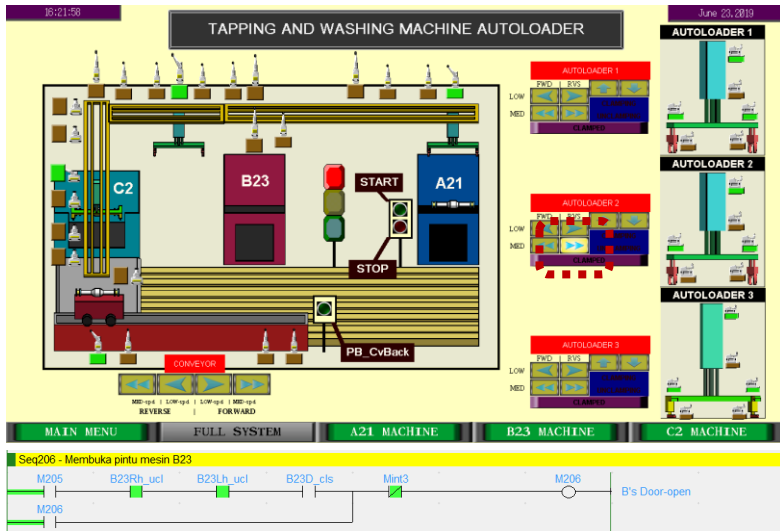 16:21:58
June 23.2019
TAPPING AND WASHING MACHINE AUTOLOADER
AUTOLOADER 1
AUTOLOADER 1
FWD | RVS
LOW
MED
CLAMPED
AUTOLOADER 2
AUTOLOADER 2
FWD | RVS
LOW
MED
CLAMPED
AUTOLOADER 3
AUTOLOADER 3
FWD | RVS
LOW
MED
CLAMPED
C2
B23
START
A21
STOP
PB_CvBack
CONVEYOR
MED-spd | LOW-spd | LOW-spd | MED-spd
REVERSE | FORWARD
MAIN MENU
FULL SYSTEM
A21 MACHINE
B23 MACHINE
C2 MACHINE
Seq206 - Membuka pintu mesin B23
M205 B23Rh_ucl B23Lh_ucl B23D_cls Mint3 M206
B's Door-open
M206